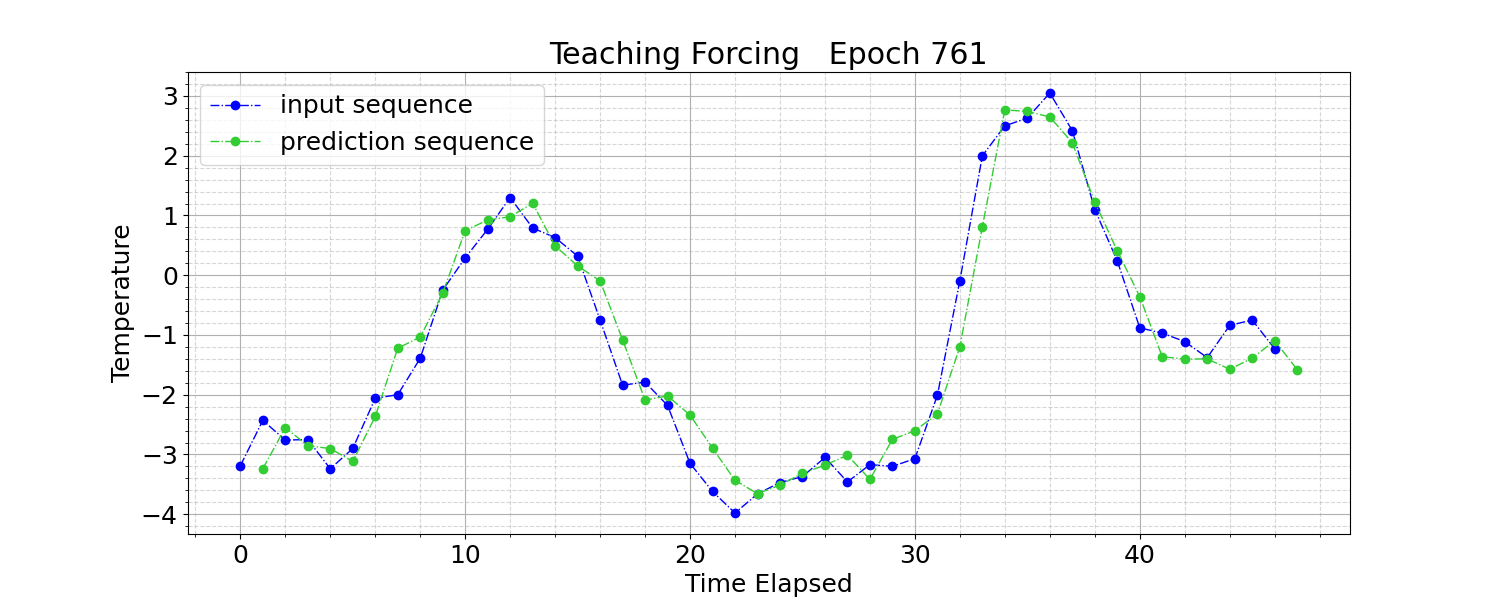 Teaching Forcing   Epoch 761
input sequence
prediction sequence
Temperature
3
2
1
0
−1
−2
−3
−4
0 10 20 30 40
Time Elapsed